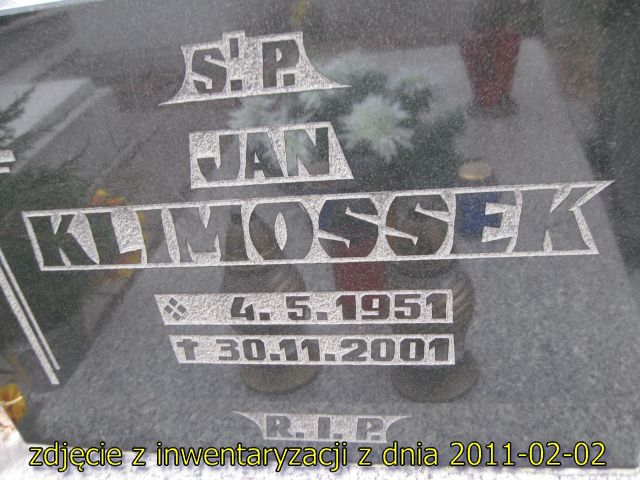 Ś.P.
JAN
KLIMOSSEK
4.5.1951
† 30.11.2001
R.I.P.
zdjęcie z inwentaryzacji z dnia 2011-02-02